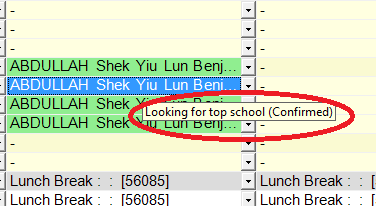 - -
- -
- -
ABDULLAH Shek Yiu Lun Benj... -
ABDULLAH Shek Yiu Lun Benj... -
ABDULLAH Shek Yiu Lun Benj...
Looking for top school (Confirmed)
ABDULLAH Shek Yiu Lun Benj... -
- -
- -
Lunch Break : : [56085] Lunch Break : : [56085]
Lunch Break : : [56085] Lunch Break : : [56085]